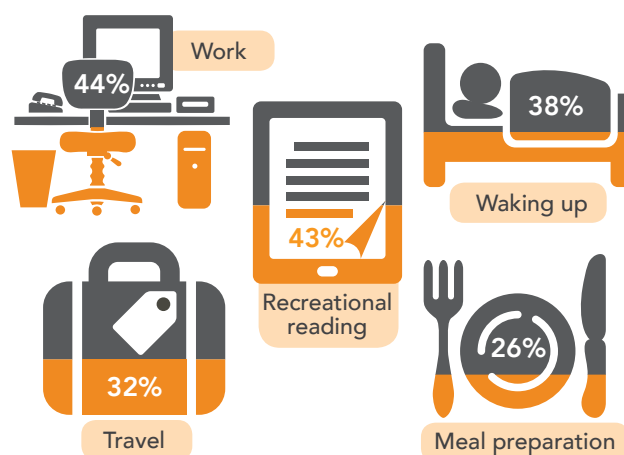 Work
44%
38%
Waking up
43%
Recreational
reading
32%
Travel
26%
Meal preparation